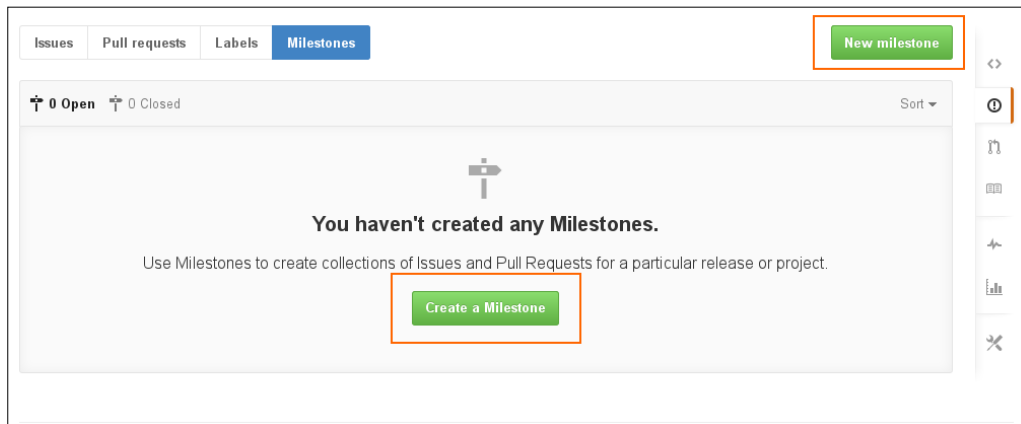 Issues Pull requests Labels Milestones New milestone
0 Open 0 Closed Sort
You haven't created any Milestones.
Use Milestones to create collections of Issues and Pull Requests for a particular release or project.
Create a Milestone